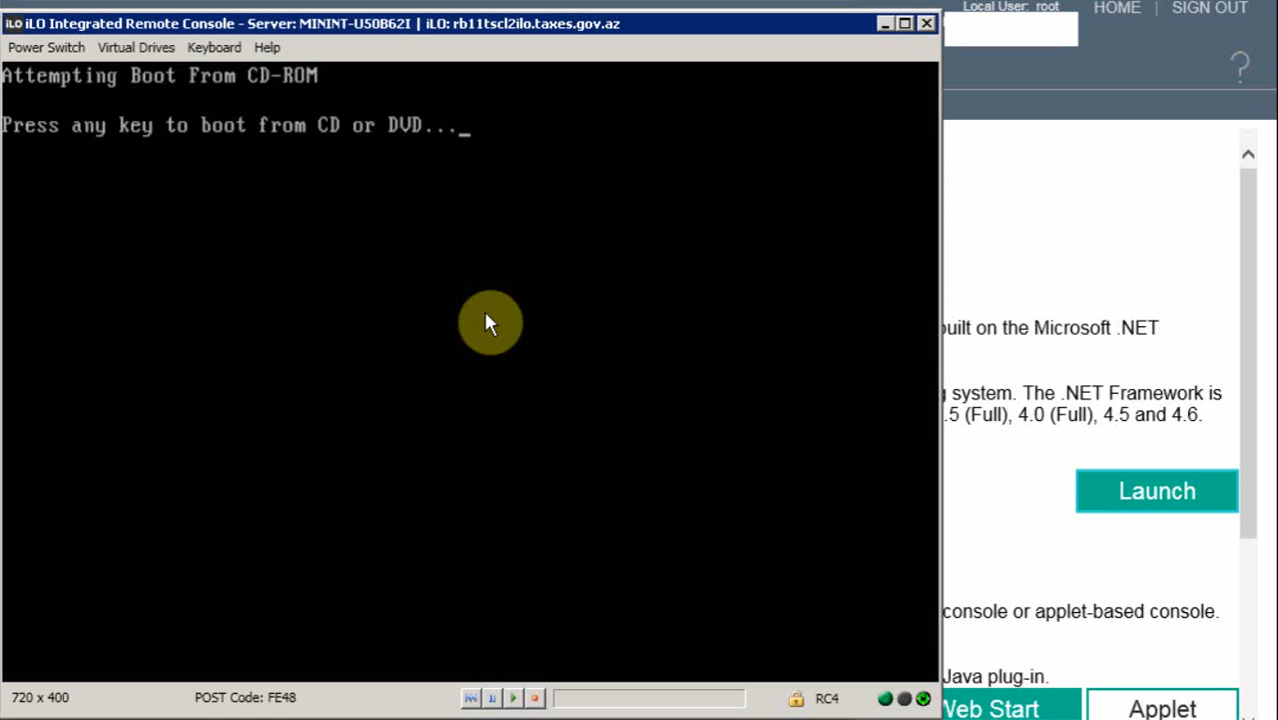 iLO Integrated Remote Console - Server: MININT-U50B62I | iLO: rb11tscl2ilo.taxes.gov.az
Local User: root
HOME | SIGN OUT
Power Switch Virtual Drives Keyboard Help
Attempting Boot From CD-ROM
Press any key to boot from CD or DVD..._
built on the Microsoft .NET
system. The .NET Framework is
.5 (Full), 4.0 (Full), 4.5 and 4.6.
Launch
console or applet-based console.
Java plug-in.
Web Start
Applet
720 x 400
POST Code: FE48
RC4